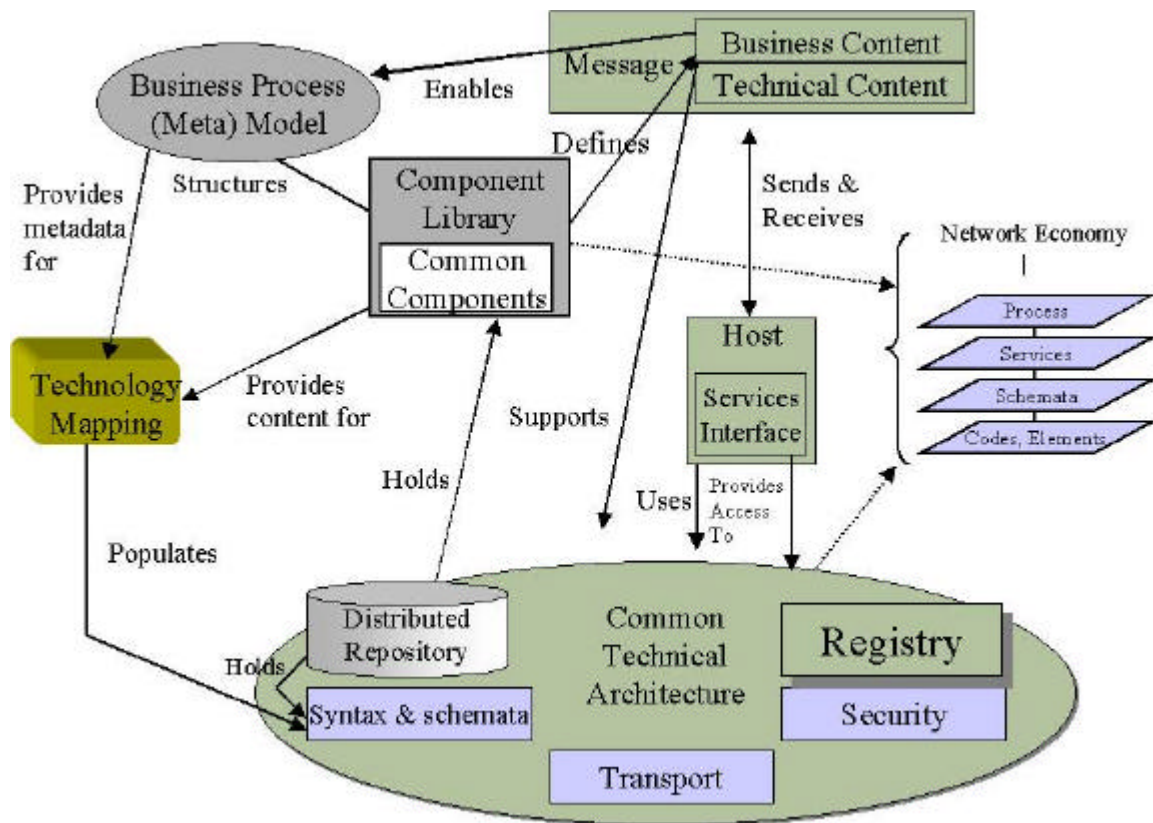 Business Content
Message
Technical Content
Enables
Business Process
(Meta) Model
Defines
Structures
Component
Library
Common
Components
Sends &
Receives
Provides
metadata
for
Network Economy
Process
Services
Schemata
Codes, Elements
Host
Services
Interface
Technology
Mapping
Provides
content for
Supports
Holds
Uses
Provides
Access
To
Populates
Distributed
Repository
Holds
Syntax & schemata
Common
Technical
Architecture
Registry
Security
Transport